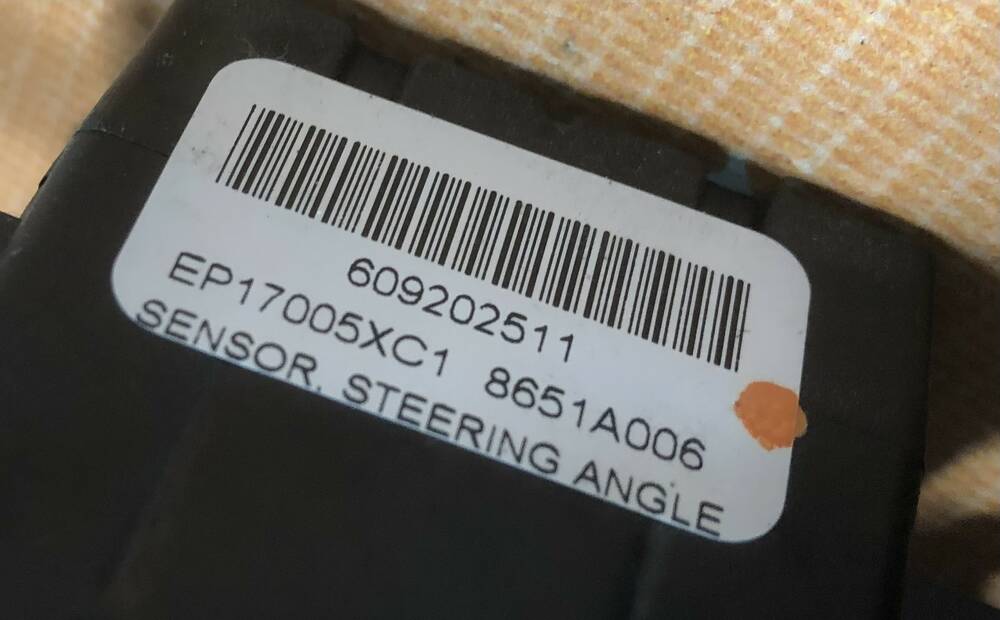 609202511
EP17005XC1 8651A006
SENSOR, STEERING ANGLE